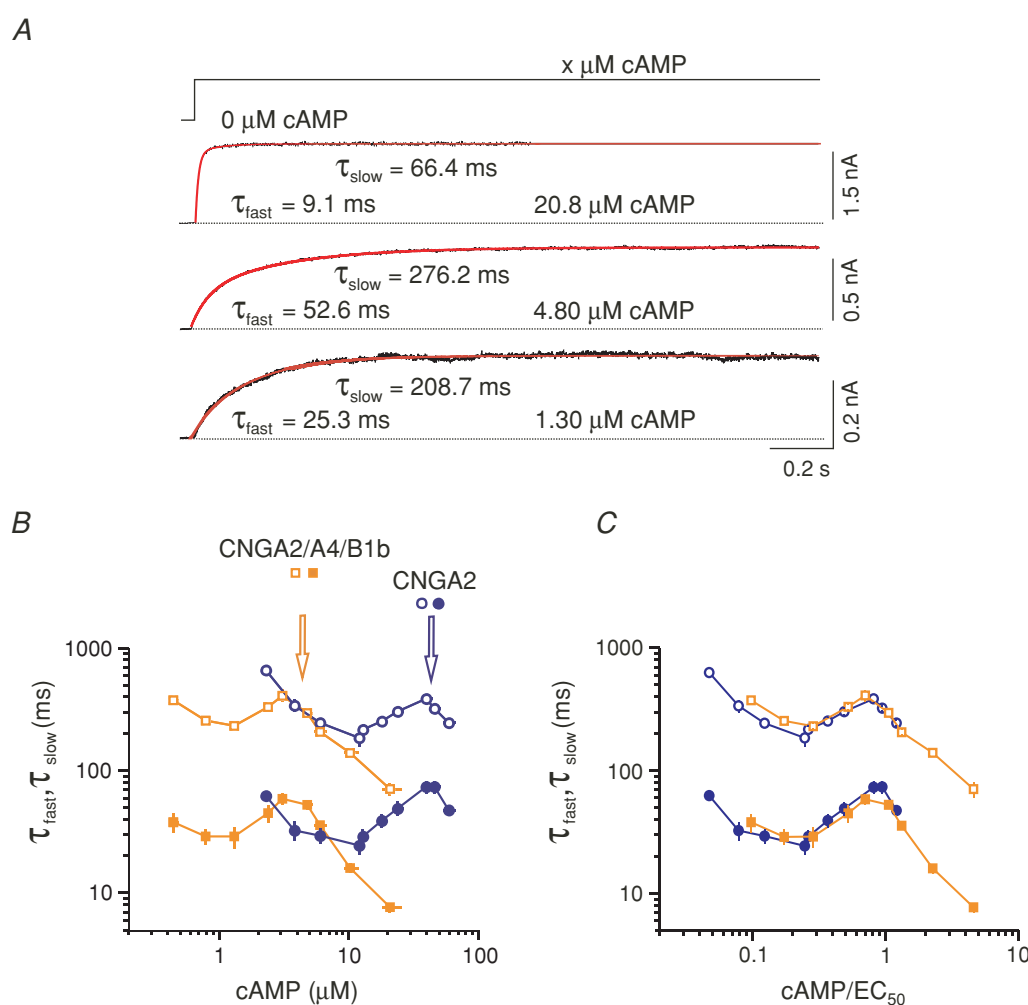 A
x μM cAMP
0 μM cAMP
τslow = 66.4 ms
τfast = 9.1 ms 20.8 μM cAMP
1.5 nA
τslow = 276.2 ms
τfast = 52.6 ms 4.80 μM cAMP
0.5 nA
τslow = 208.7 ms
τfast = 25.3 ms 1.30 μM cAMP
0.2 nA
0.2 s
B
CNGA2/A4/B1b
CNGA2
1000
100
10
τfast, τslow (ms)
1 10 100
cAMP (μM)
C
1000
100
10
τfast, τslow (ms)
0.1 1 10
cAMP/EC50